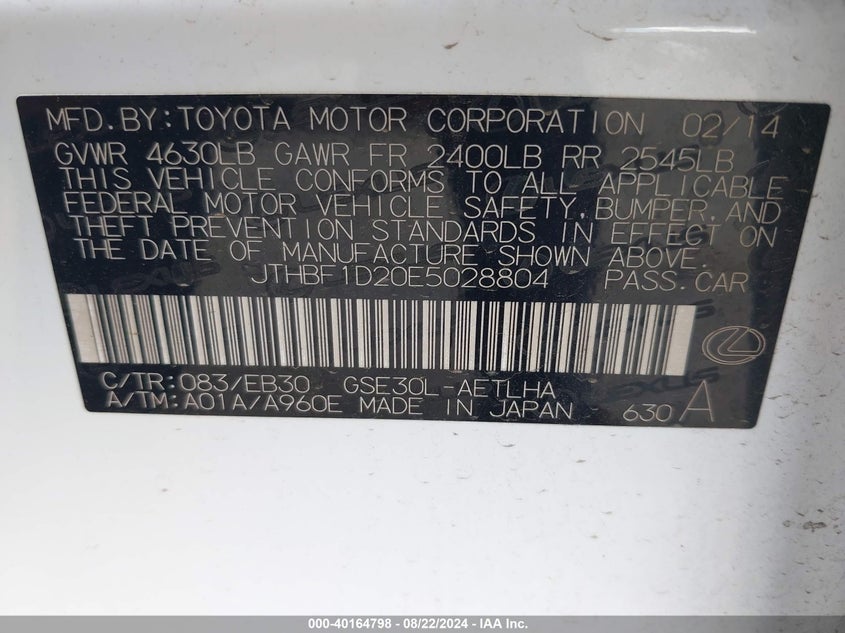 MFD.BY:TOYOTA MOTOR CORPORATION 02/14
GVWR 4630LB GAWR FR 2400LB RR 2545LB
THIS VEHICLE CONFORMS TO ALL APPLICABLE
FEDERAL MOTOR VEHICLE SAFETY, BUMPER, AND
THEFT PREVENTION STANDARDS IN EFFECT ON
THE DATE OF MANUFACTURE SHOWN ABOVE.
JTHBF1D20E5028804 PASS.CAR
C/TR:083/EB30 GSE30L-AETLHA
A/TM:A01A/A960E MADE IN JAPAN 630 A
000-40164798 - 08/22/2024 - IAA Inc.